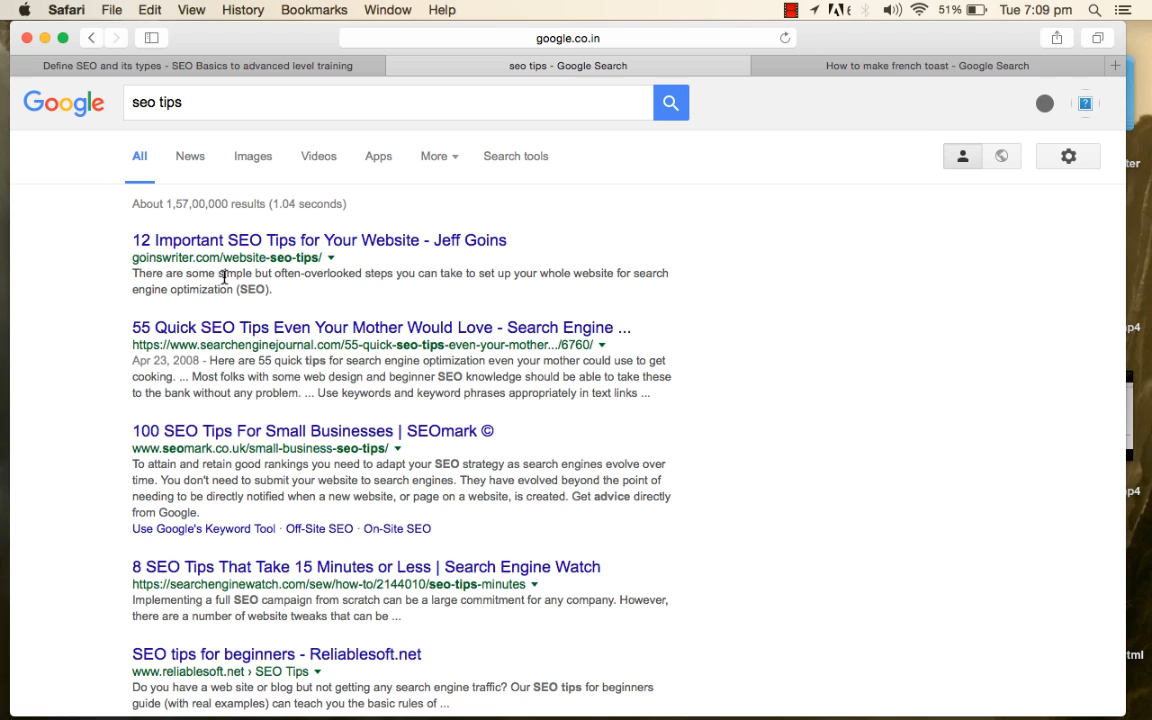 Safari File Edit View History Bookmarks Window Help 51% Tue 7:09 pm
google.co.in
Define SEO and its types - SEO Basics to advanced level training seo tips - Google Search How to make french toast - Google Search
Google seo tips
All News Images Videos Apps More Search tools
About 1,57,00,000 results (1.04 seconds)
12 Important SEO Tips for Your Website - Jeff Goins
goinswriter.com/website-seo-tips/
There are some simple but often-overlooked steps you can take to set up your whole website for search
engine optimization (SEO).
55 Quick SEO Tips Even Your Mother Would Love - Search Engine ...
https://www.searchenginejournal.com/55-quick-seo-tips-even-your-mother.../6760/
Apr 23, 2008 - Here are 55 quick tips for search engine optimization even your mother could use to get
cooking. ... Most folks with some web design and beginner SEO knowledge should be able to take these
to the bank without any problem. ... Use keywords and keyword phrases appropriately in text links ...
100 SEO Tips For Small Businesses | SEOmark ©
www.seomark.co.uk/small-business-seo-tips/
To attain and retain good rankings you need to adapt your SEO strategy as search engines evolve over
time. You don't need to submit your website to search engines. They have evolved beyond the point of
needing to be directly notified when a new website, or page on a website, is created. Get advice directly
from Google.
Use Google's Keyword Tool · Off-Site SEO · On-Site SEO
8 SEO Tips That Take 15 Minutes or Less | Search Engine Watch
https://searchenginewatch.com/sew/how-to/2144010/seo-tips-minutes
Implementing a full SEO campaign from scratch can be a large commitment for any company. However,
there are a number of website tweaks that can be ...
SEO tips for beginners - Reliablesoft.net
www.reliablesoft.net › SEO Tips
Do you have a web site or blog but not getting any search engine traffic? Our SEO tips for beginners
guide (with real examples) can teach you the basic rules of ...